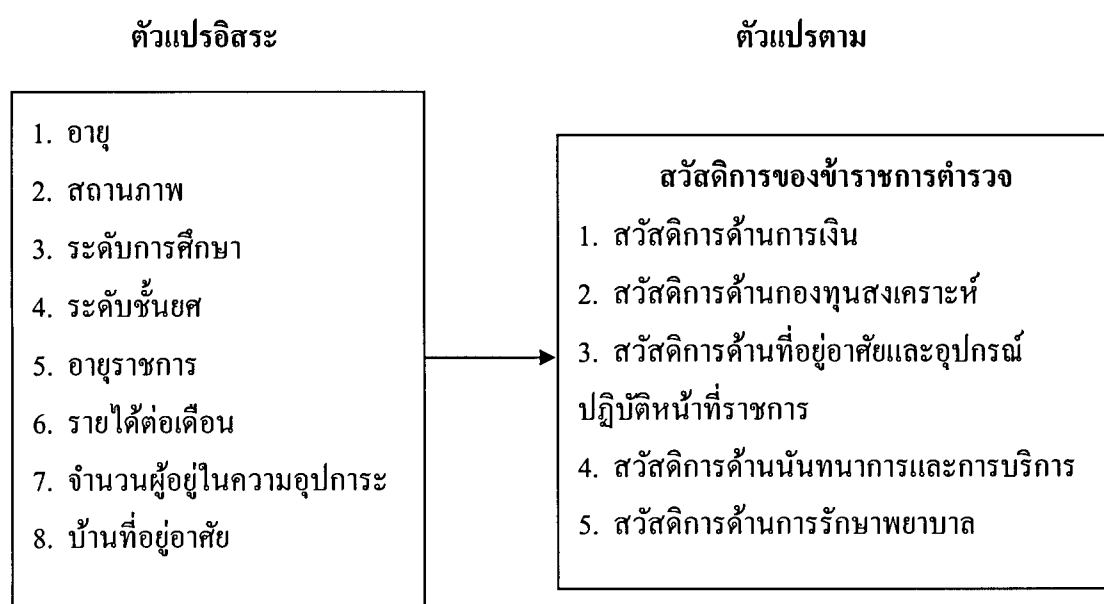 ตัวแปรอิสระ
ตัวแปรตาม
1. อายุ
2. สถานภาพ
3. ระดับการศึกษา
4. ระดับชั้นยศ
5. อายุราชการ
6. รายได้ต่อเดือน
7. จำนวนผู้อยู่ในความอุปการะ
8. บ้านที่อยู่อาศัย
สวัสดิการของข้าราชการตำรวจ
1. สวัสดิการด้านการเงิน
2. สวัสดิการด้านกองทุนสงเคราะห์
3. สวัสดิการด้านที่อยู่อาศัยและอุปกรณ์
ปฏิบัติหน้าที่ราชการ
4. สวัสดิการด้านนันทนาการและการบริการ
5. สวัสดิการด้านการรักษาพยาบาล